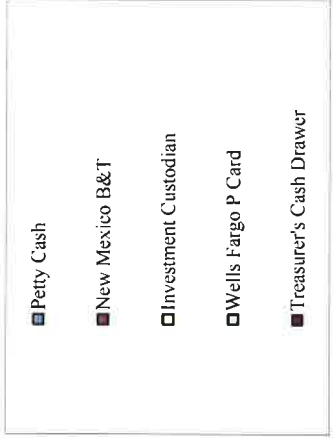 Petty Cash
New Mexico B&T
Investment Custodian
Wells Fargo P Card
Treasurer's Cash Drawer